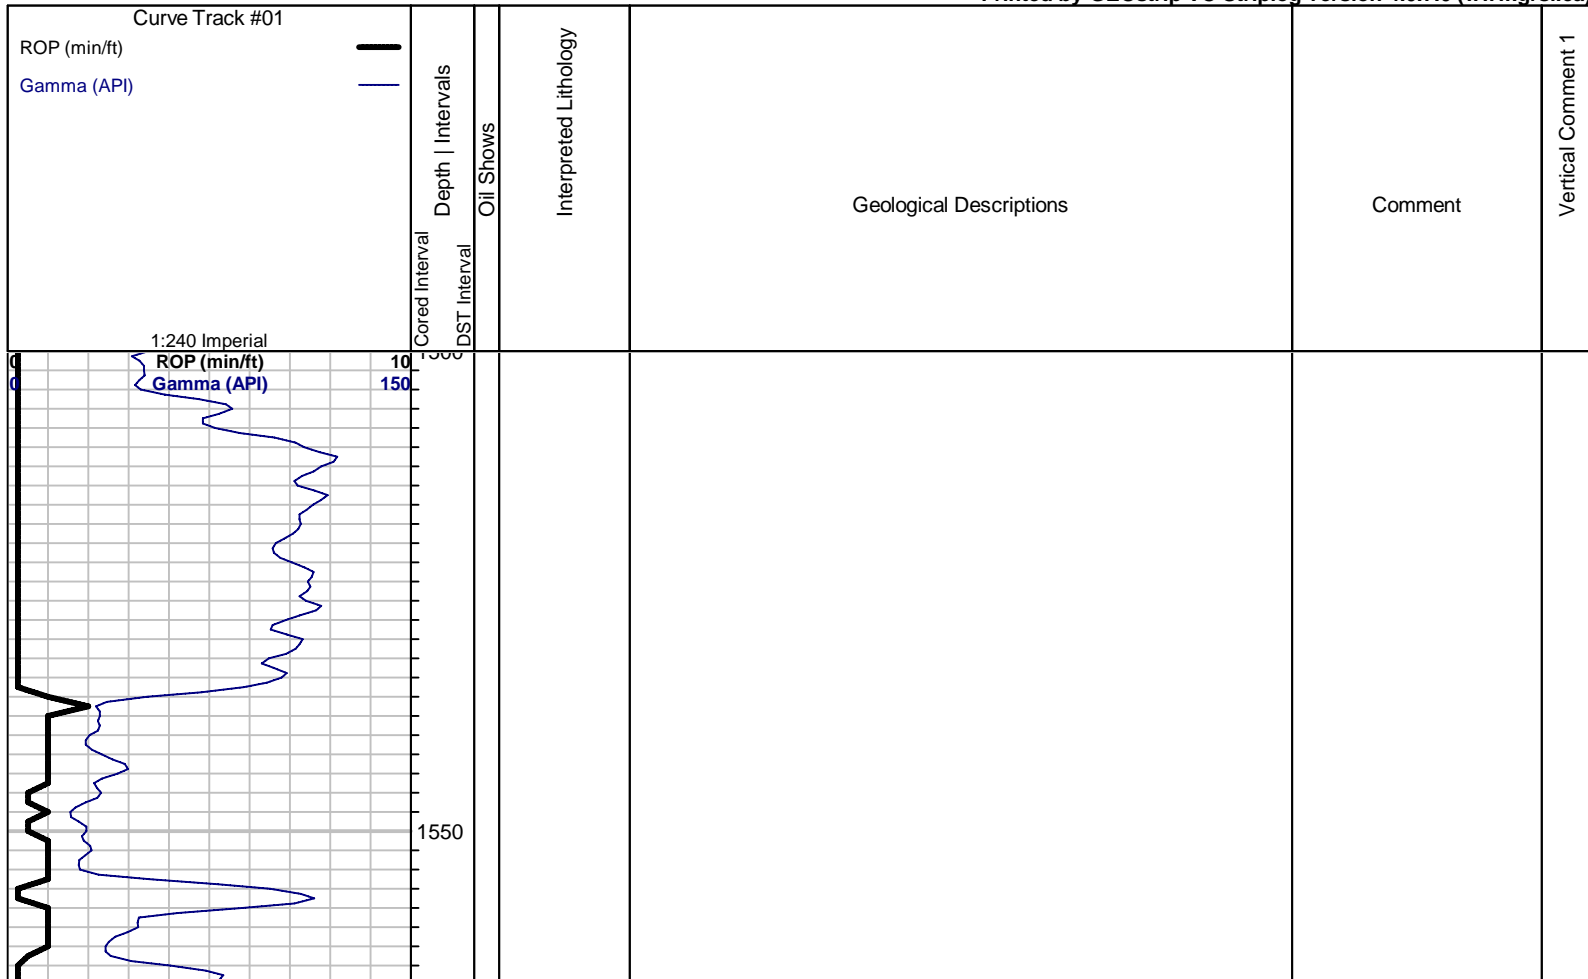 Curve Track #01
ROP (min/ft)
Gamma (API)
1:240 Imperial
Cored Interval
Depth | Intervals
DST Interval
Oil Shows
Interpreted Lithology
Geological Descriptions
Comment
Vertical Comment 1
0 ROP (min/ft) 10
0 Gamma (API) 150
1500
1550